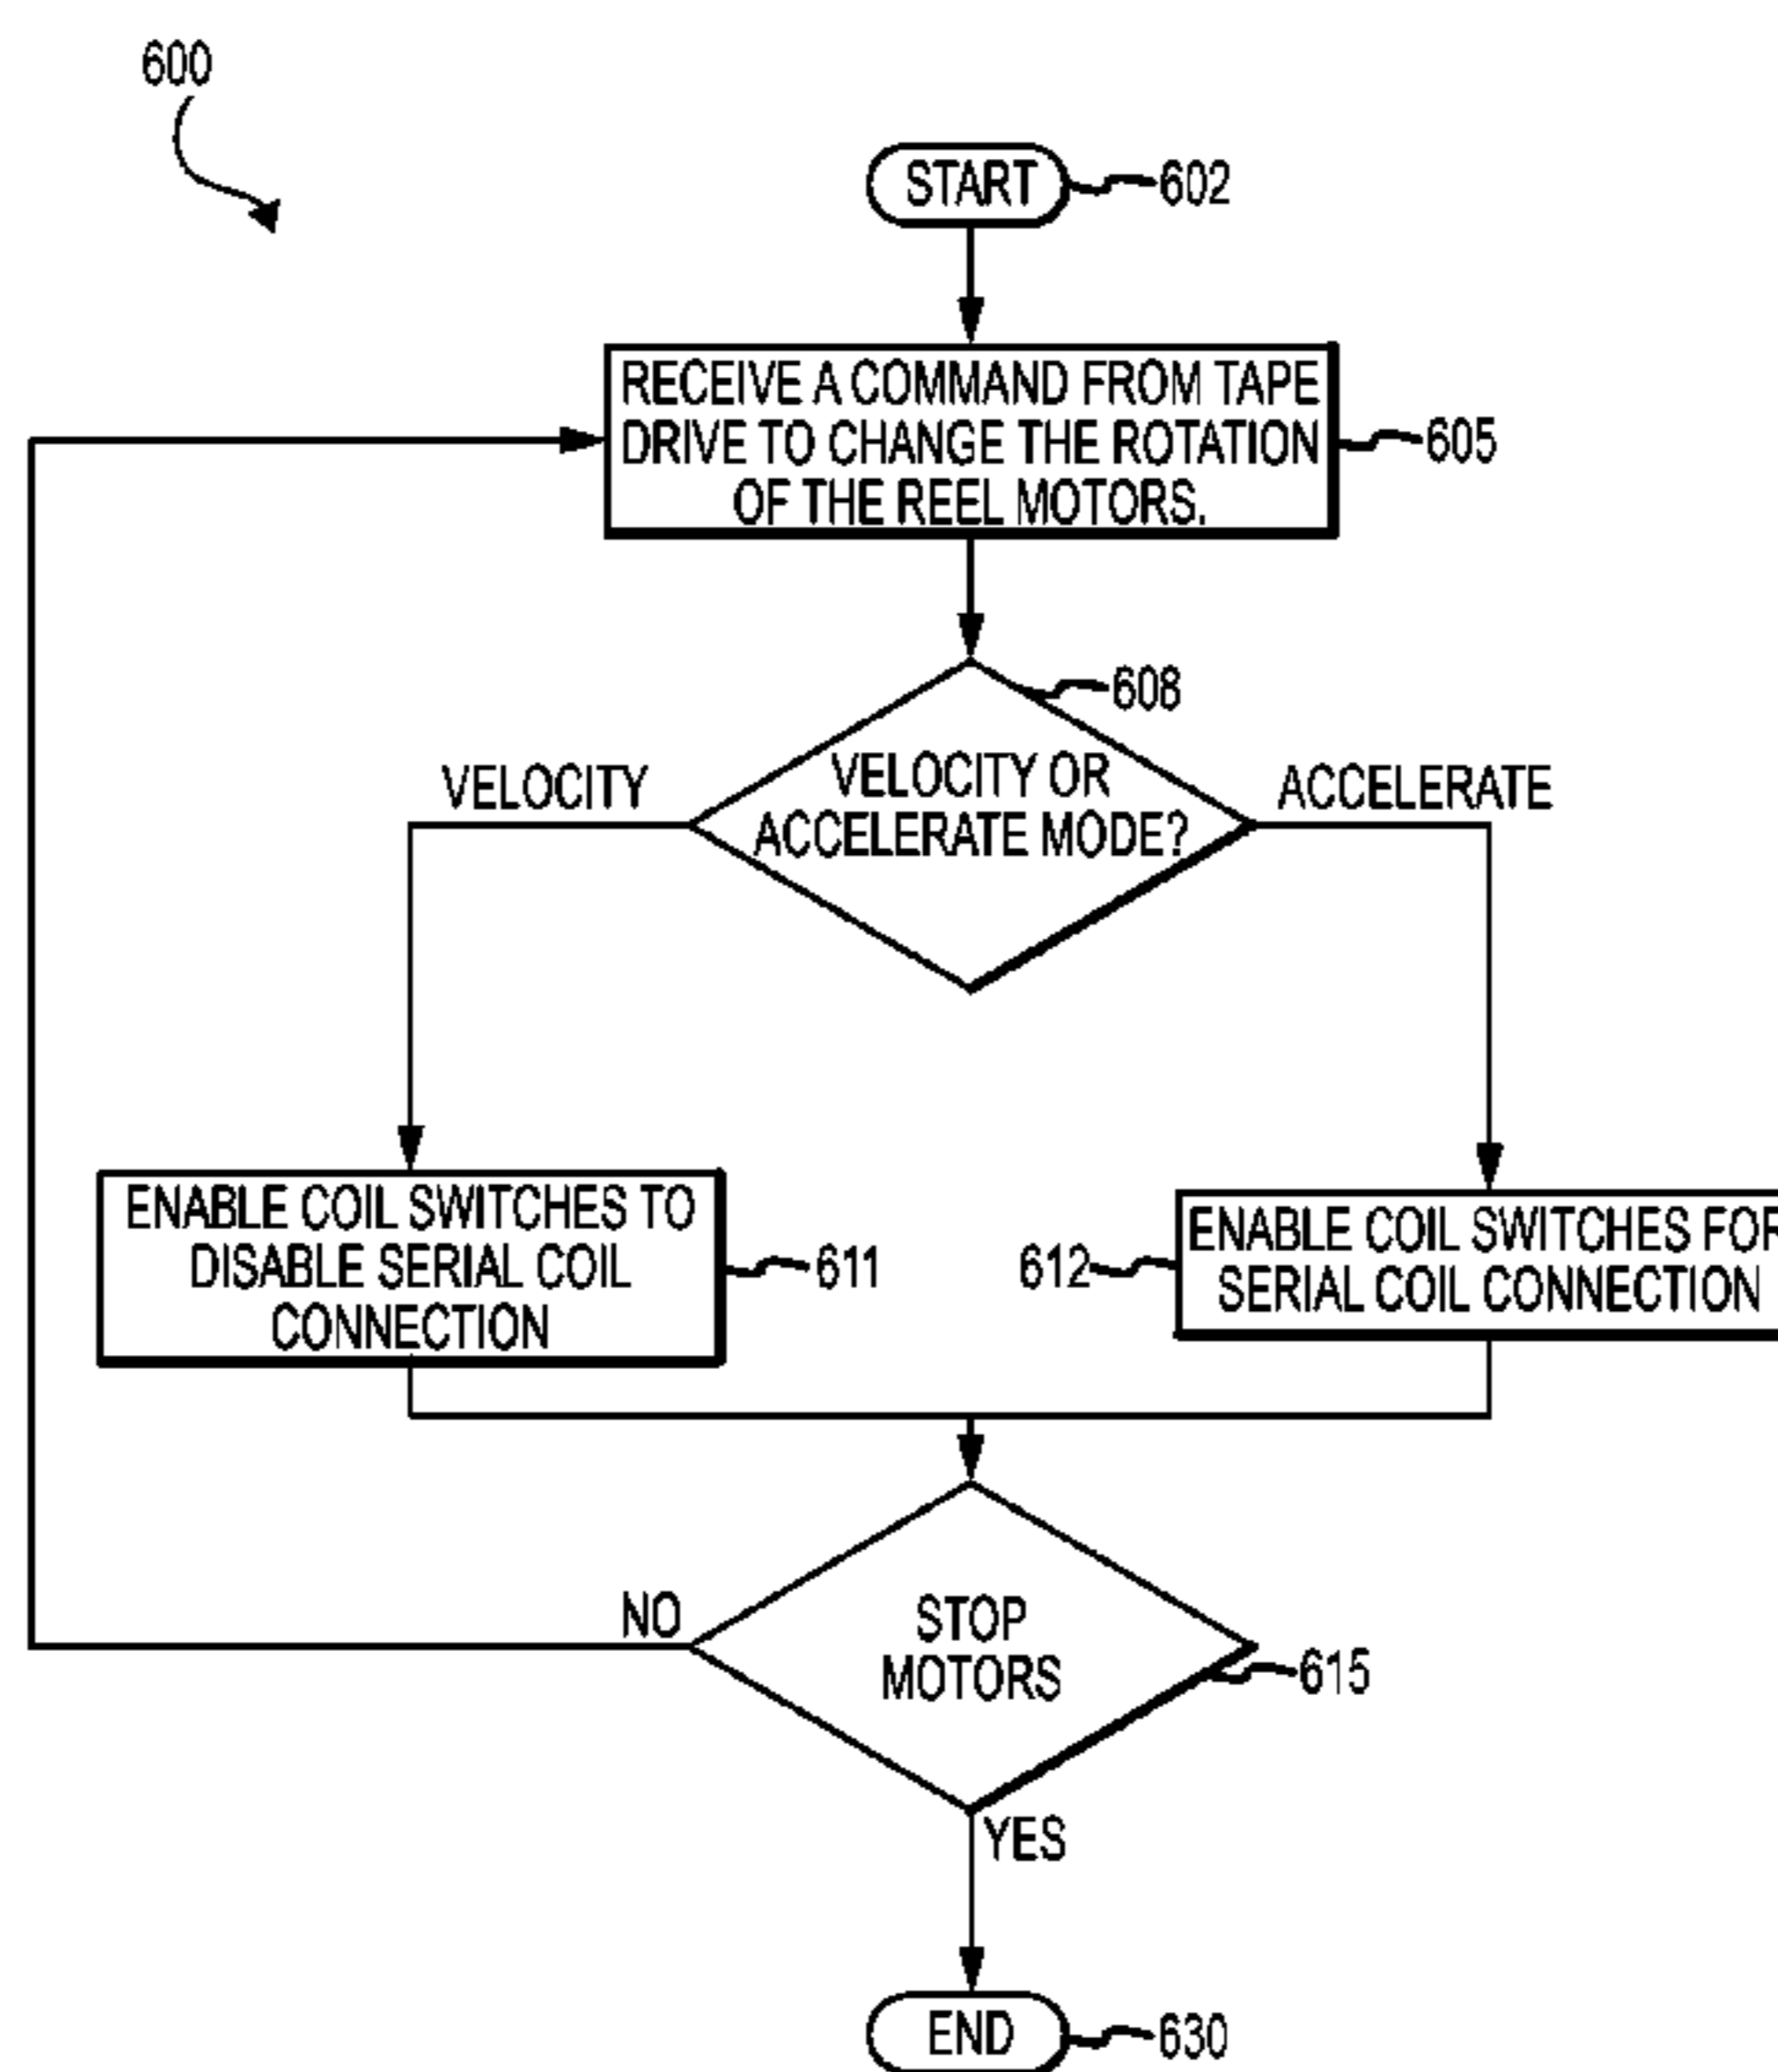 600
START
602
RECEIVE A COMMAND FROM TAPE
DRIVE TO CHANGE THE ROTATION
OF THE REEL MOTORS.
605
608
VELOCITY OR
ACCELERATE MODE?
VELOCITY
ACCELERATE
ENABLE COIL SWITCHES TO
DISABLE SERIAL COIL
CONNECTION
611
612
ENABLE COIL SWITCHES FOR
SERIAL COIL CONNECTION
STOP
MOTORS
NO
615
YES
END
630